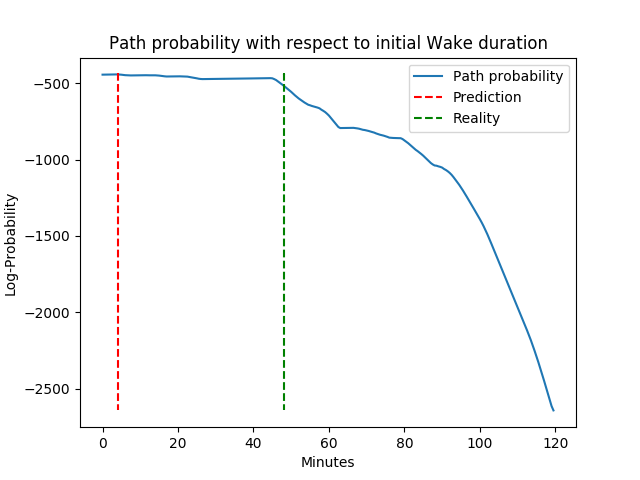 Path probability with respect to initial Wake duration
Path probability
Prediction
Reality
Log-Probability
−500
−1000
−1500
−2000
−2500
0 20 40 60 80 100 120
Minutes